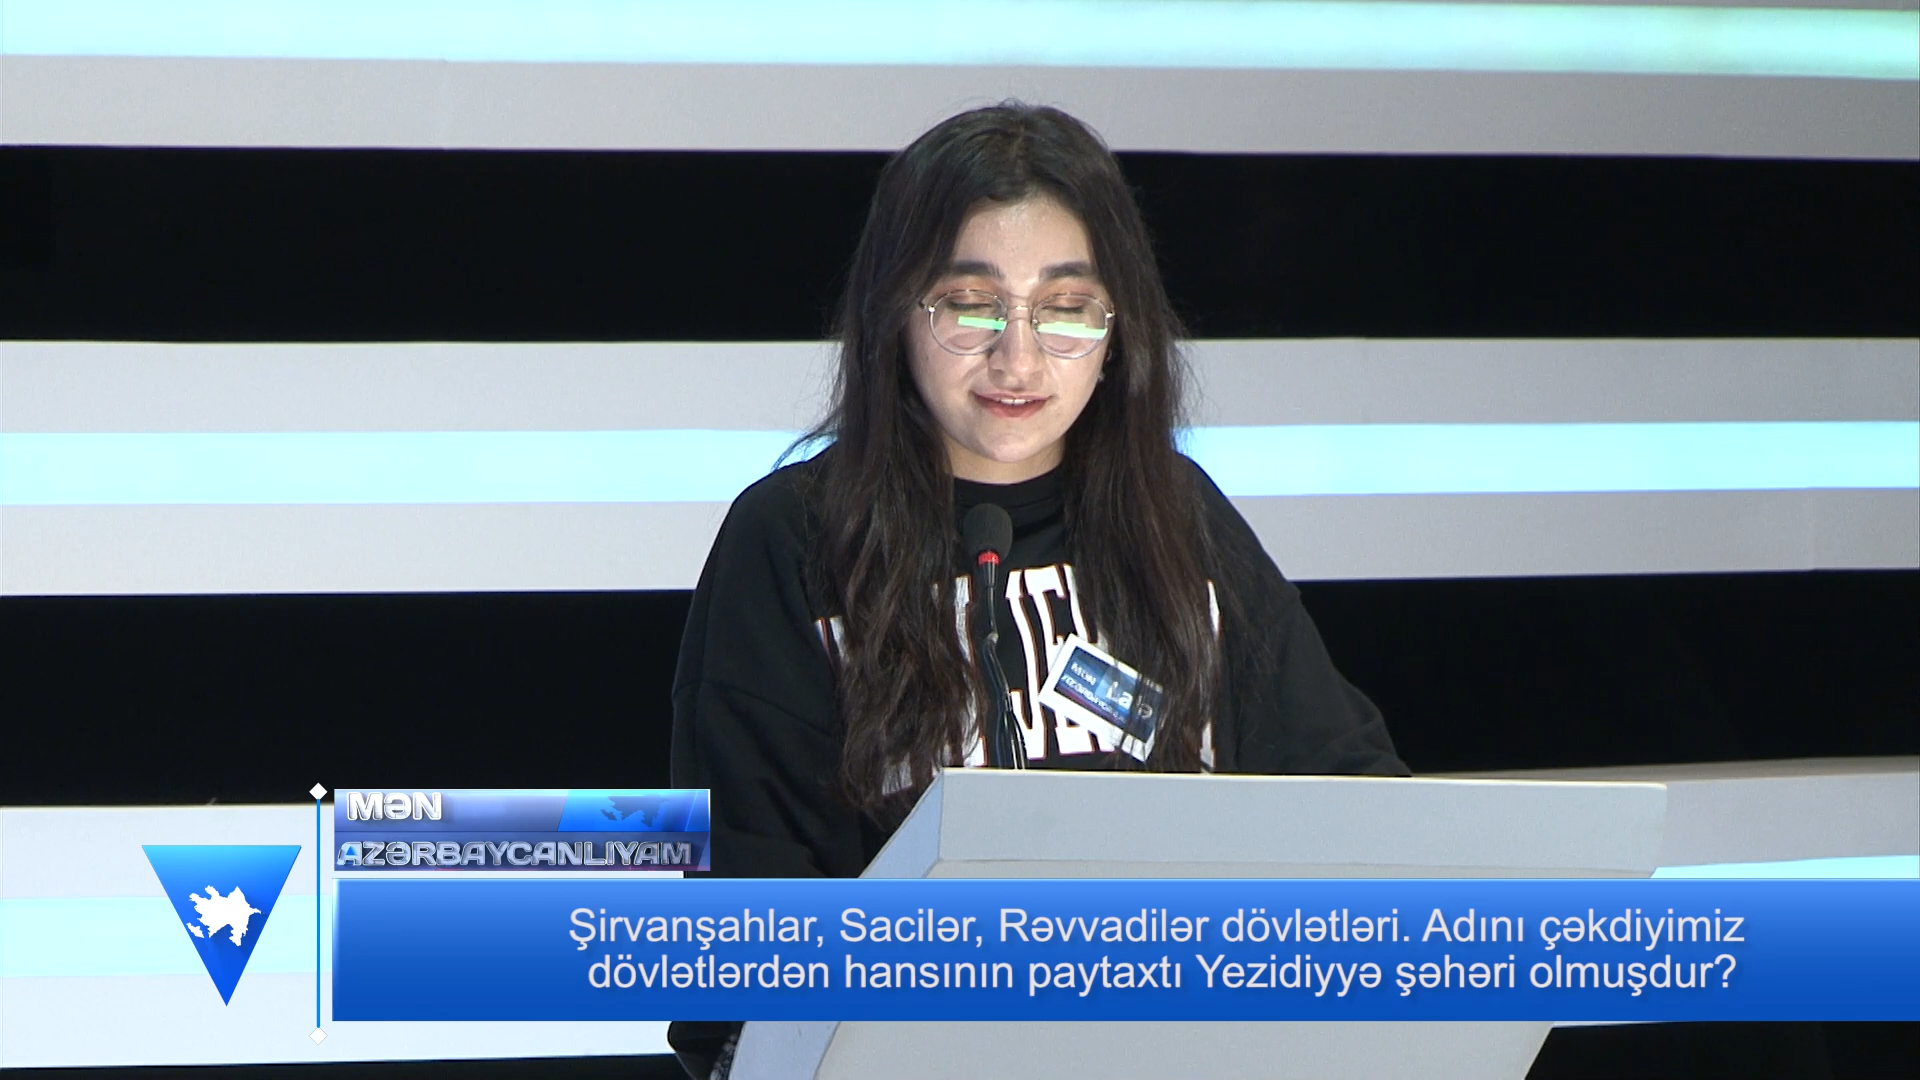 MƏN
AZƏRBAYCANLIYAM
Şirvanşahlar, Sacilər, Rəvvadilər dövlətləri. Adını çəkdiyimiz
dövlətlərdən hansının paytaxtı Yezidiyyə şəhəri olmuşdur?